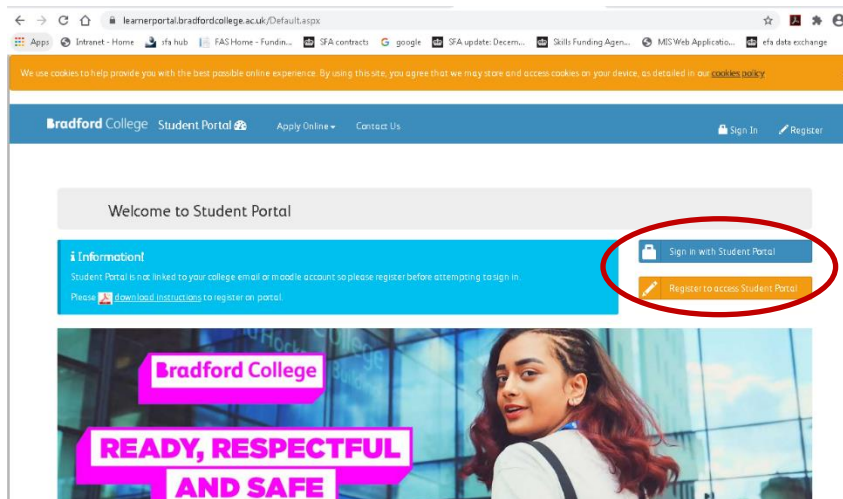 learnerportal.bradfordcollege.ac.uk/Default.aspx
Apps Intranet - Home sfa hub FAS Home - Fundin... SFA contracts google SFA update: Decem... Skills Funding Agen... MIS Web Applicatio... efa data exchange
We use cookies to help provide you with the best possible online experience. By using this site, you agree that we may store and access cookies on your device, as detailed in our cookies policy
Bradford College Student Portal Apply Online Contact Us Sign In Register
Welcome to Student Portal
i Information!
Student Portal is not linked to your college email or moodle account so please register before attempting to sign in.
Please download instructions to register on portal.
Sign in with Student Portal
Register to access Student Portal
Bradford College
READY, RESPECTFUL
AND SAFE